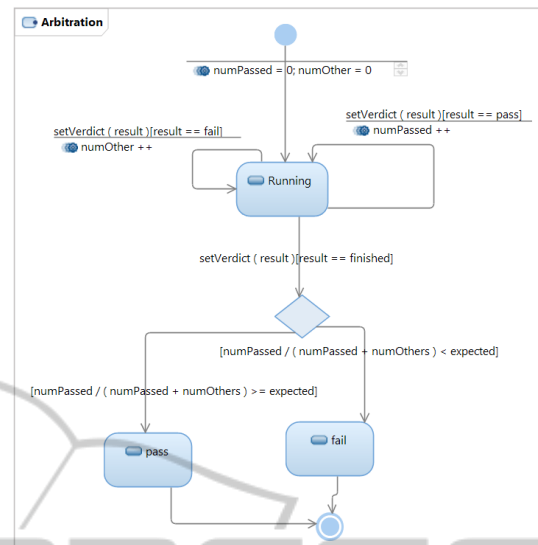 Arbitration
numPassed = 0; numOther = 0
setVerdict ( result )[result == pass]
numPassed ++
setVerdict ( result )[result == fail]
numOther ++
Running
setVerdict ( result )[result == finished]
[numPassed / ( numPassed + numOthers ) < expected]
[numPassed / ( numPassed + numOthers ) >= expected]
fail
pass